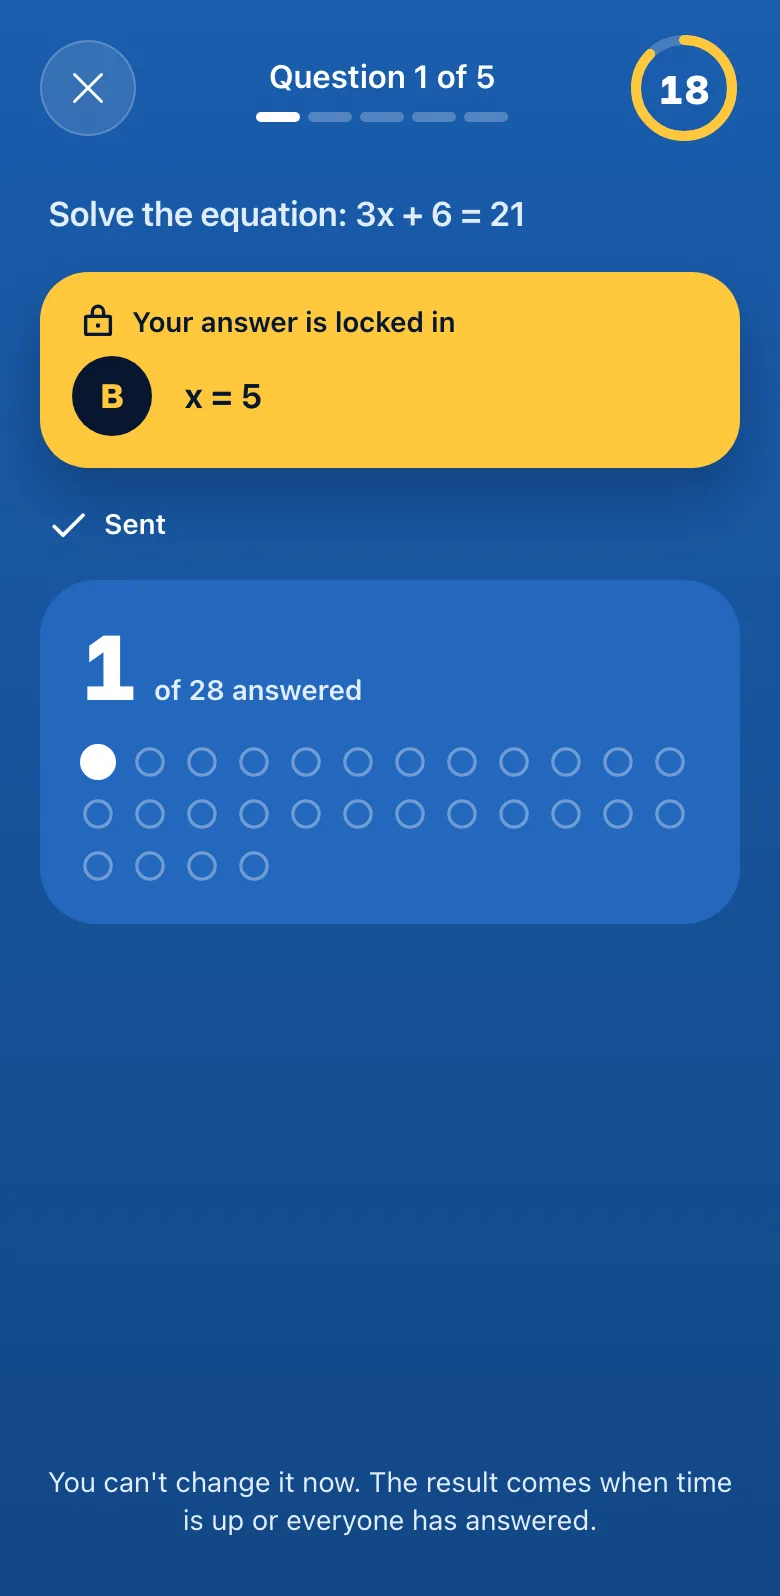 Question 1 of 5
18
Solve the equation: 3x + 6 = 21
Your answer is locked in
B x = 5
Sent
1 of 28 answered
You can't change it now. The result comes when time
is up or everyone has answered.